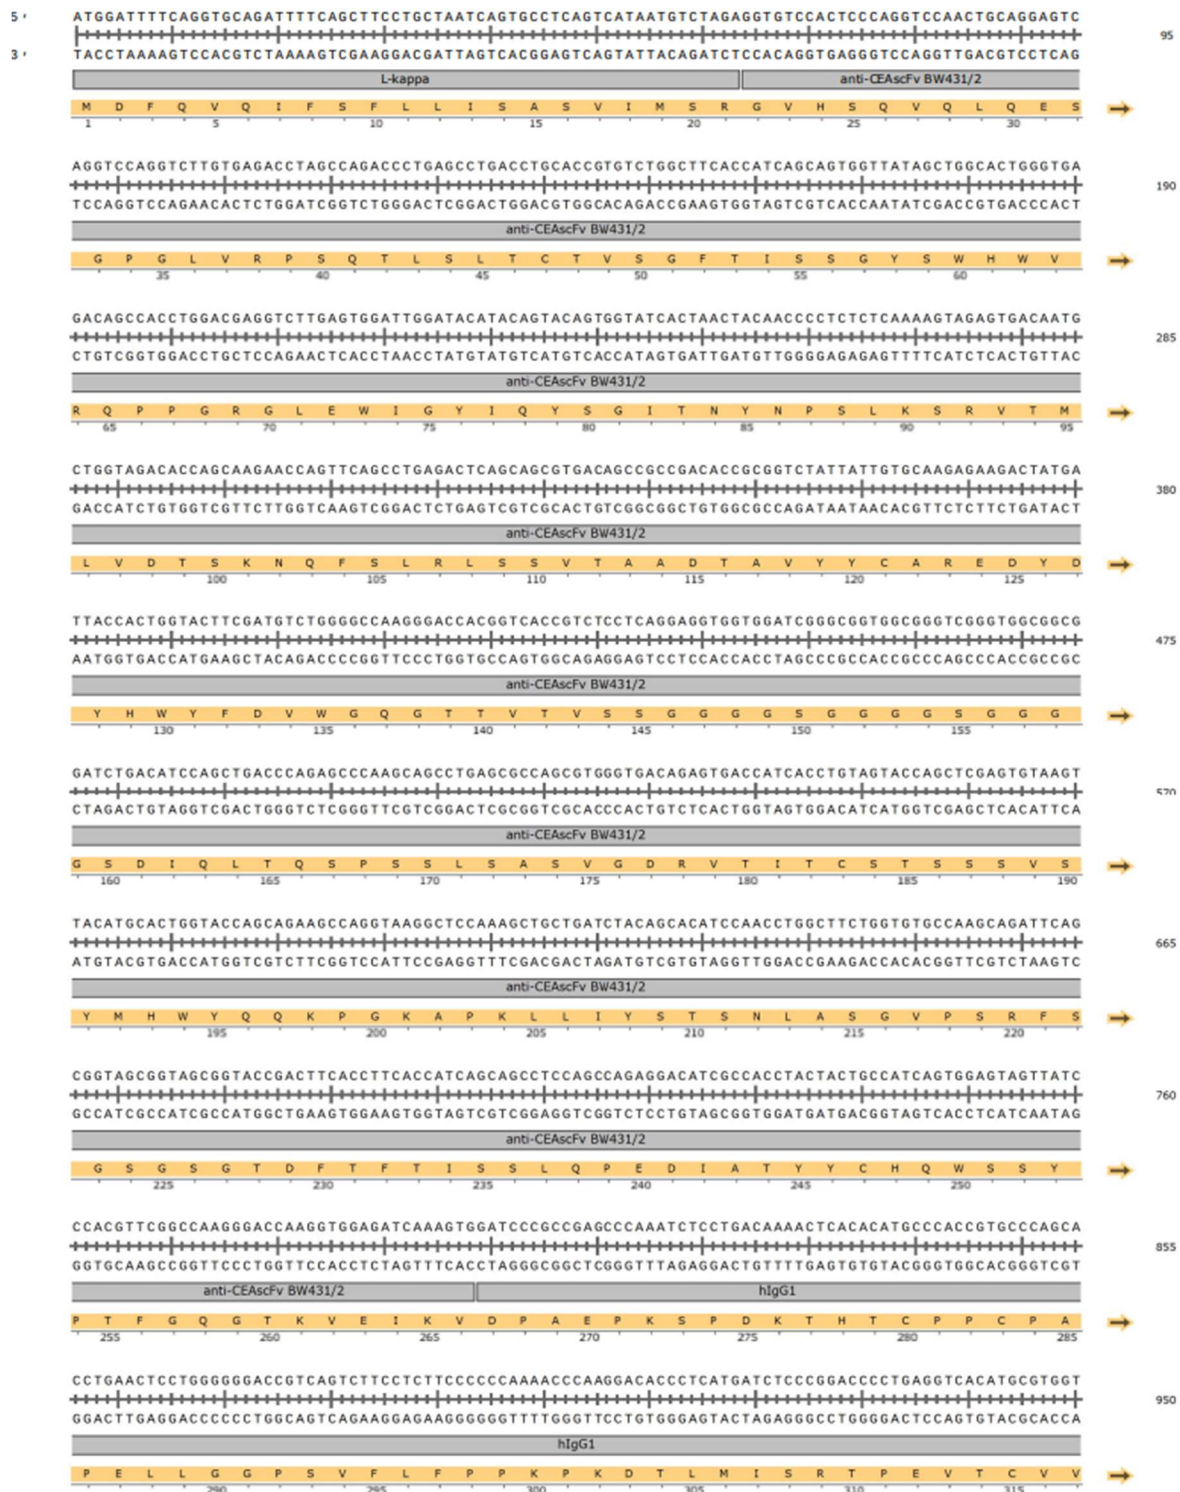 5 ' ATGGATTTTCAGGTGCAGATTTTCAGCTTCCTGCTAATCAGTGCCTCAGTCATAATGTCTAGAGGTGTCCACTCCCAGGTCCAACTGCAGGAGTC
95
3 ' TACCTAAAAGTCCACGTCTAAAAGTCGAAGGACGATTAGTCACGGAGTCAGTATTACAGATCTCCACAGGTGAGGGTCCAGGTTGACGTCCTCAG
L-kappa anti-CEAscFv BW431/2
M D F Q V Q I F S F L L I S A S V I M S R G V H S Q V Q L Q E S
1 5 10 15 20 25 30
AGGTCCAGGTCTTGTGAGACCTAGCCAGACCCTGAGCCTGACCTGCACCGTGTCTGGCTTCACCATCAGCAGTGGTTATAGCTGGCACTGGGTGA
190
TCCAGGTCCAGAACACTCTGGATCGGTCTGGGACTCGGACTGGACGTGGCACAGACCGAAGTGGTAGTCGTCACCAATATCGACCGTGACCCACT
anti-CEAscFv BW431/2
G P G L V R P S Q T L S L T C T V S G F T I S S G Y S W H W V
35 40 45 50 55 60
GACAGCCACCTGGACGAGGTCTTGAGTGGATTGGATACATACAGTACAGTGGTATCACTAACTACAACCCCTCTCTCAAAAGTAGAGTGACAATG
285
CTGTCGGTGGACCTGCTCCAGAACTCACCTAACCTATGTATGTCATGTCACCATAGTGATTGATGTTGGGGAGAGAGTTTTCATCTCACTGTTAC
anti-CEAscFv BW431/2
R Q P P G R G L E W I G Y I Q Y S G I T N Y N P S L K S R V T M
65 70 75 80 85 90 95
CTGGTAGACACCAGCAAGAACCAGTTCAGCCTGAGACTCAGCAGCGTGACAGCCGCCGACACCGCGGTCTATTATTGTGCAAGAGAAGACTATGA
380
GACCATCTGTGGTCGTTCTTGGTCAAGTCGGACTCTGAGTCGTCGCACTGTCGGCGGCTGTGGCGCCAGATAATAACACGTTCTCTTCTGATACT
anti-CEAscFv BW431/2
L V D T S K N Q F S L R L S S V T A A D T A V Y Y C A R E D Y D
100 105 110 115 120 125
TTACCACTGGTACTTCGATGTCTGGGGCCAAGGGACCACGGTCACCGTCTCCTCAGGAGGTGGTGGATCGGGCGGTGGCGGGTCGGGTGGCGGCG
475
AATGGTGACCATGAAGCTACAGACCCCGGTTCCCTGGTGCCAGTGGCAGAGGAGTCCTCCACCACCTAGCCCGCCACCGCCCAGCCCACCGCCGC
anti-CEAscFv BW431/2
Y H W Y F D V W G Q G T T V T V S S G G G G S G G G G S G G G
130 135 140 145 150 155
GATCTGACATCCAGCTGACCCAGAGCCCAAGCAGCCTGAGCGCCAGCGTGGGTGACAGAGTGACCATCACCTGTAGTACCAGCTCGAGTGTAAGT
570
CTAGACTGTAGGTCGACTGGGTCTCGGGTTCGTCGGACTCGCGGTCGCACCCACTGTCTCACTGGTAGTGGACATCATGGTCGAGCTCACATTCA
anti-CEAscFv BW431/2
G S D I Q L T Q S P S S L S A S V G D R V T I T C S T S S S V S
160 165 170 175 180 185 190
TACATGCACTGGTACCAGCAGAAGCCAGGTAAGGCTCCAAAGCTGCTGATCTACAGCACATCCAACCTGGCTTCTGGTGTGCCAAGCAGATTCAG
665
ATGTACGTGACCATGGTCGTCTTCGGTCCATTCCGAGGTTTCGACGACTAGATGTCGTGTAGGTTGGACCGAAGACCACACGGTTCGTCTAAGTC
anti-CEAscFv BW431/2
Y M H W Y Q Q K P G K A P K L L I Y S T S N L A S G V P S R F S
195 200 205 210 215 220
CGGTAGCGGTAGCGGTACCGACTTCACCTTCACCATCAGCAGCCTCCAGCCAGAGGACATCGCCACCTACTACTGCCATCAGTGGAGTAGTTATC
760
GCCATCGCCATCGCCATGGCTGAAGTGGAAGTGGTAGTCGTCGGAGGTCGGTCTCCTGTAGCGGTGGATGATGACGGTAGTCACCTCATCAATAG
anti-CEAscFv BW431/2
G S G S G T D F T F T I S S L Q P E D I A T Y Y C H Q W S S Y
225 230 235 240 245 250
CCACGTTCGGCCAAGGGACCAAGGTGGAGATCAAAGTGGATCCCGCCGAGCCCAAATCTCCTGACAAAACTCACACATGCCCACCGTGCCCAGCA
855
GGTGCAAGCCGGTTCCCTGGTTCCACCTCTAGTTTCACCTAGGGCGGCTCGGGTTTAGAGGACTGTTTTGAGTGTGTACGGGTGGCACGGGTCGT
anti-CEAscFv BW431/2 hIgG1
P T F G Q G T K V E I K V D P A E P K S P D K T H T C P P C P A
255 260 265 270 275 280 285
CCTGAACTCCTGGGGGGACCGTCAGTCTTCCTCTTCCCCCCAAAACCCAAGGACACCCTCATGATCTCCCGGACCCCTGAGGTCACATGCGTGGT
950
GGACTTGAGGACCCCCCTGGCAGTCAGAAGGAGAAGGGGGGTTTTGGGTTCCTGTGGGAGTACTAGAGGGCCTGGGGACTCCAGTGTACGCACCA
hIgG1
P E L L G G P S V F L F P P K P K D T L M I S R T P E V T C V V
290 295 300 305 310 315